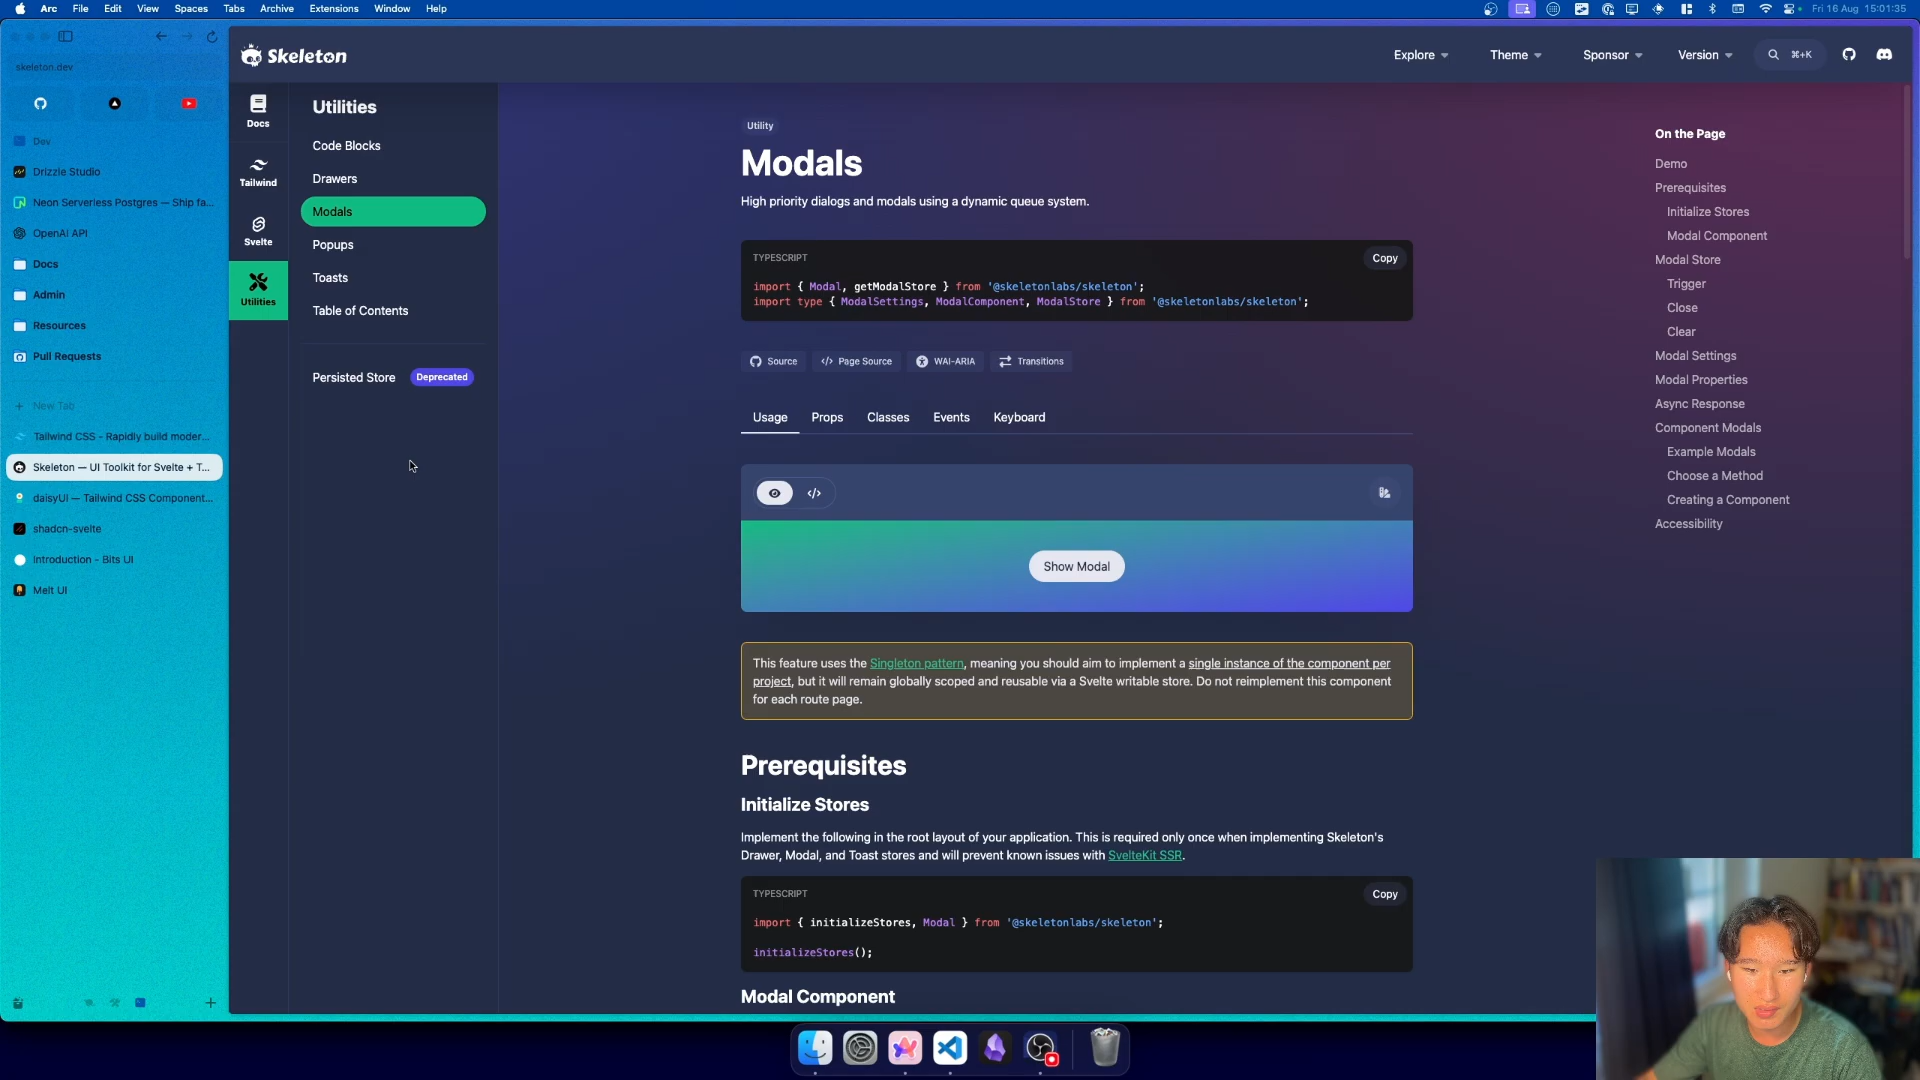 Arc File Edit View Spaces Tabs Archive Extensions Window Help
Fri 16 Aug 15:01:35
skeleton.dev
Dev
Drizzle Studio
Neon Serverless Postgres — Ship fa...
OpenAI API
Docs
Admin
Resources
Pull Requests
New Tab
Tailwind CSS - Rapidly build moder...
Skeleton — UI Toolkit for Svelte + T...
daisyUI — Tailwind CSS Component...
shadcn-svelte
Introduction - Bits UI
Melt UI
Skeleton
Explore
Theme
Sponsor
Version
⌘+K
Docs
Tailwind
Svelte
Utilities
Utilities
Code Blocks
Drawers
Modals
Popups
Toasts
Table of Contents
Persisted Store Deprecated
Utility
Modals
High priority dialogs and modals using a dynamic queue system.
TYPESCRIPT
Copy
import { Modal, getModalStore } from '@skeletonlabs/skeleton';
import type { ModalSettings, ModalComponent, ModalStore } from '@skeletonlabs/skeleton';
Source
</> Page Source
WAI-ARIA
Transitions
Usage
Props
Classes
Events
Keyboard
</>
Show Modal
This feature uses the Singleton pattern, meaning you should aim to implement a single instance of the component per
project, but it will remain globally scoped and reusable via a Svelte writable store. Do not reimplement this component
for each route page.
Prerequisites
Initialize Stores
Implement the following in the root layout of your application. This is required only once when implementing Skeleton's
Drawer, Modal, and Toast stores and will prevent known issues with SvelteKit SSR.
TYPESCRIPT
Copy
import { initializeStores, Modal } from '@skeletonlabs/skeleton';
initializeStores();
Modal Component
On the Page
Demo
Prerequisites
Initialize Stores
Modal Component
Modal Store
Trigger
Close
Clear
Modal Settings
Modal Properties
Async Response
Component Modals
Example Modals
Choose a Method
Creating a Component
Accessibility